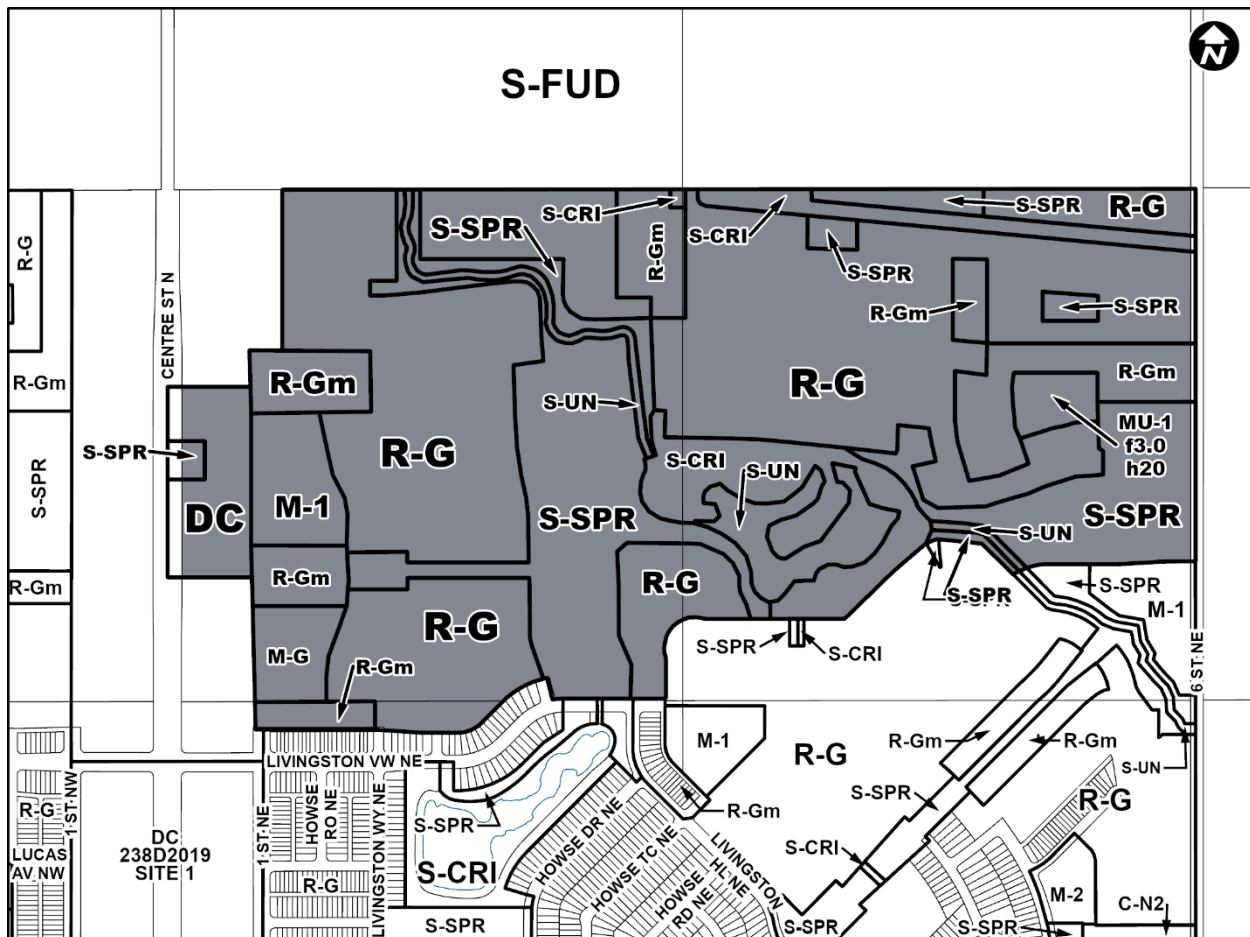 N
S-FUD
S-CRI
S-SPR
R-G
R-G
S-SPR
S-CRI
R-Gm
S-SPR
CENTRE ST N
R-Gm
S-SPR
R-Gm
R-Gm
R-G
R-Gm
S-UN
MU-1
f3.0
h20
S-SPR
S-SPR
R-G
S-CRI
S-UN
DC
M-1
S-SPR
S-SPR
S-UN
R-Gm
R-Gm
R-G
S-SPR
S-SPR
M-1
R-G
M-G
R-Gm
S-SPR
S-CRI
6 ST NE
M-1
R-G
R-Gm
R-Gm
LIVINGSTON VW NE
S-UN
1 ST NW
R-G
HOWSE
RO NE
S-SPR
R-Gm
S-SPR
R-G
DC
238D2019
SITE 1
1 ST NE
LIVINGSTON WY NE
HOWSE DR NE
LUCAS
AV NW
S-CRI
S-CRI
HOWSE TC NE
LIVINGSTON
HL NE
R-G
HOWSE
RD NE
M-2
C-N2
S-SPR
S-SPR
S-SPR